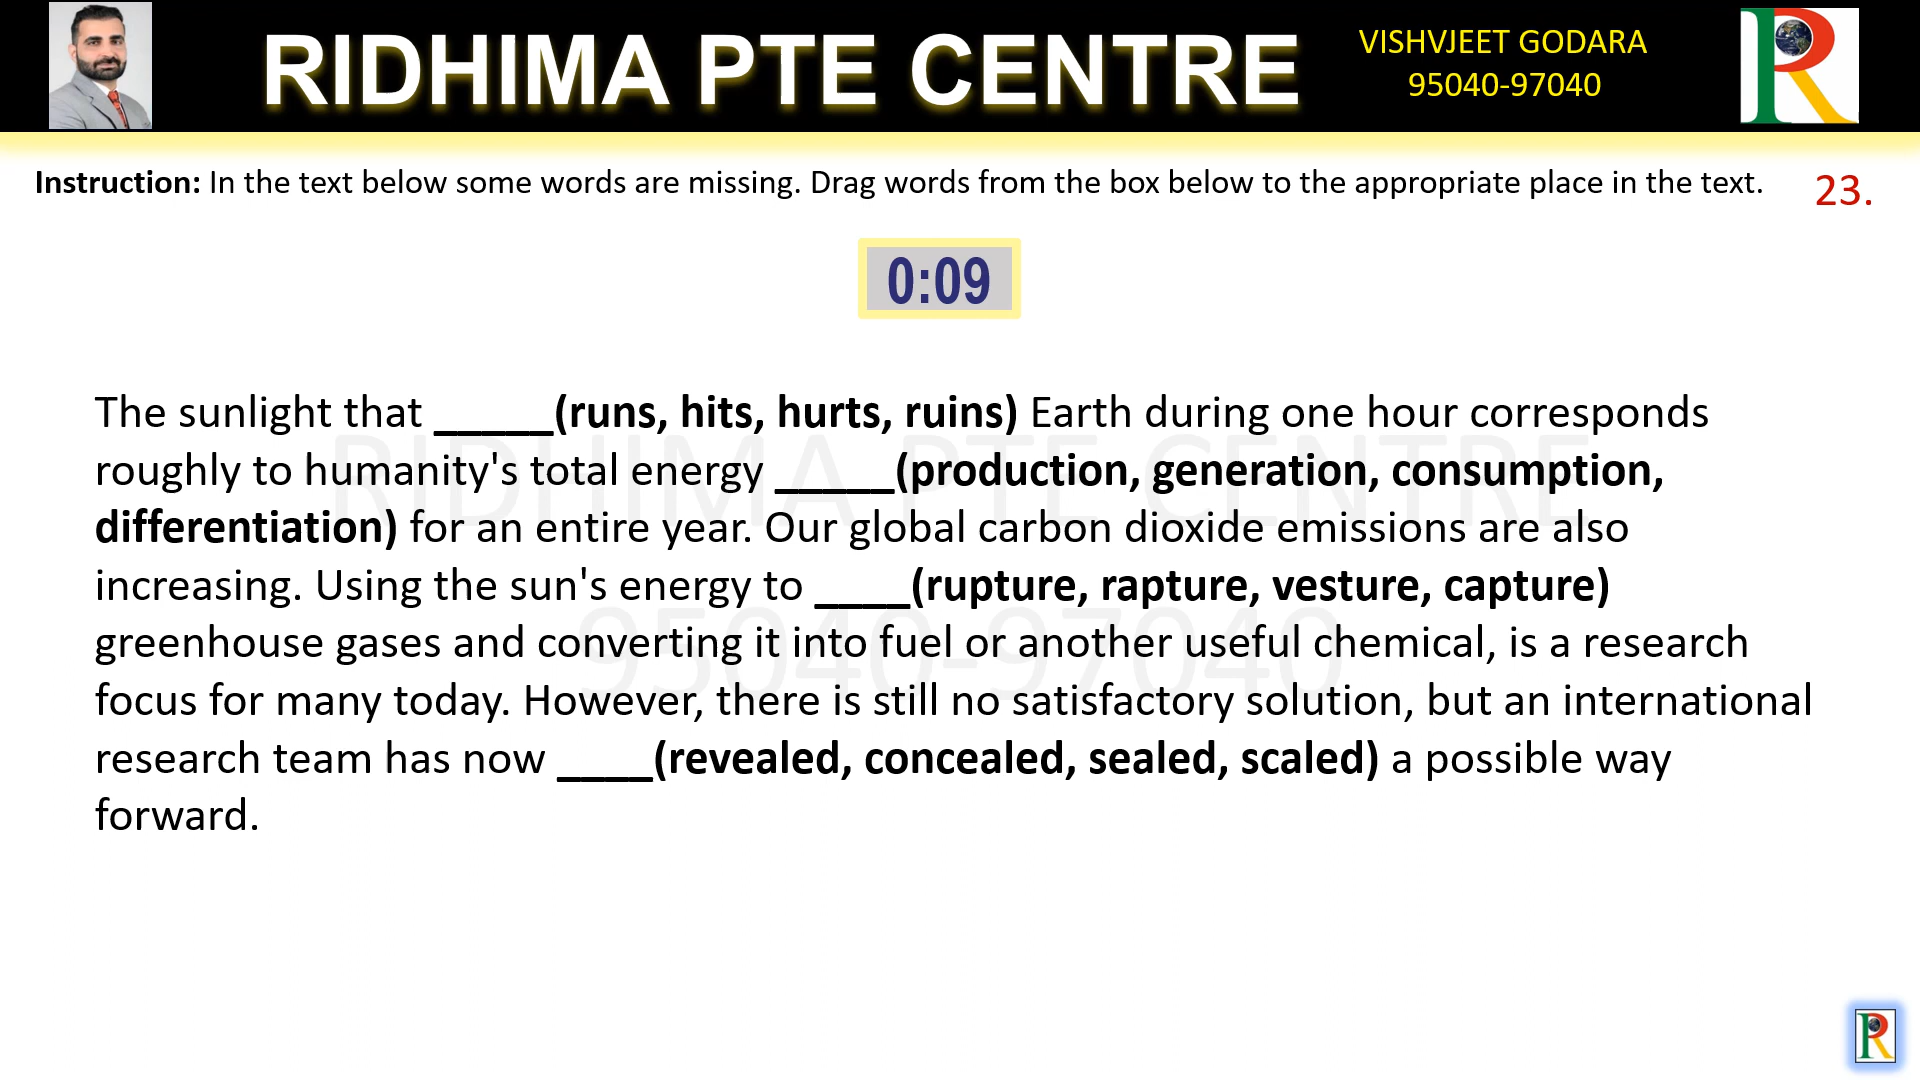 RIDHIMA PTE CENTRE
VISHVJEET GODARA
95040-97040
Instruction: In the text below some words are missing. Drag words from the box below to the appropriate place in the text.
23.
0:09
The sunlight that _____(runs, hits, hurts, ruins) Earth during one hour corresponds
roughly to humanity's total energy _____(production, generation, consumption,
differentiation) for an entire year. Our global carbon dioxide emissions are also
increasing. Using the sun's energy to ____(rupture, rapture, vesture, capture)
greenhouse gases and converting it into fuel or another useful chemical, is a research
focus for many today. However, there is still no satisfactory solution, but an international
research team has now ____(revealed, concealed, sealed, scaled) a possible way
forward.
RIDHIMA PTE CENTRE
95040-97040